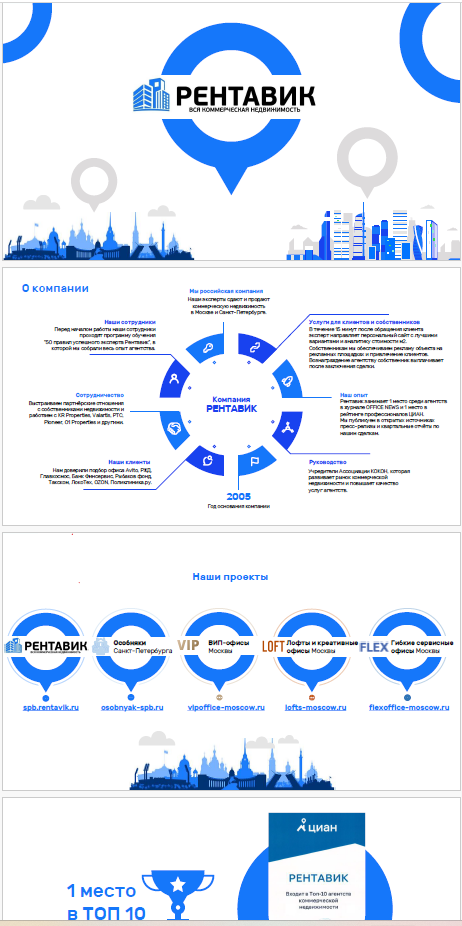 РЕНТАВИК
ВСЯ КОММЕРЧЕСКАЯ НЕДВИЖИМОСТЬ
О компании
Мы российская компания
Наши эксперты сдают и продают
коммерческую недвижимость
в Москве и Санкт-Петербурге.
Наши сотрудники
Перед началом работы наши сотрудники
проходят программу обучения
"50 правил успешного эксперта Рентавик", в
которой мы собрали весь опыт агентства.
Услуги для клиентов и собственников
В течение 15 минут после обращения клиента
эксперт направляет персональный сайт с лучшими
вариантами и аналитику стоимости м2.
Собственникам мы обеспечиваем рекламу объекта на
рекламных площадках и привлечение клиентов.
Вознаграждение агентству собственник выплачивает
после заключения сделки.
Сотрудничество
Выстраиваем партнёрские отношения
с собственниками недвижимости и
работаем с KR Properties, Valartis, РТС,
Pioneer, O1 Properties и другими.
Компания
РЕНТАВИК
Наш опыт
Рентавик занимает 1 место среди агентств
в журнале OFFICE NEWS и 1 место в
рейтинге профессионалов ЦИАН.
Мы публикуем в открытых источниках
пресс-релизы и квартальные отчёты по
нашим сделкам.
Наши клиенты
Нам доверили подбор офиса Avito, РЖД,
Главкосмос, Банк Финсервис, Рыбаков фонд,
Такском, ЛокоТех, OZON, Поликлиника.ру.
Руководство
Учредители Ассоциации КОКОН, которая
развивает рынок коммерческой
недвижимости и повышает качество
услуг агентств.
2005
Год основания компании
Наши проекты
РЕНТАВИК
ВСЯ КОММЕРЧЕСКАЯ НЕДВИЖИМОСТЬ
Особняки
Санкт-Петербурга
VIP ВИП-офисы
Москвы
LOFT Лофты и креативные
офисы Москвы
FLEX Гибкие сервисные
офисы Москвы
spb.rentavik.ru
osobnyak-spb.ru
vipoffice-moscow.ru
lofts-moscow.ru
flexoffice-moscow.ru
циан
РЕНТАВИК
Входит в Топ-10 агентств
коммерческой
недвижимости
1 место
в ТОП 10